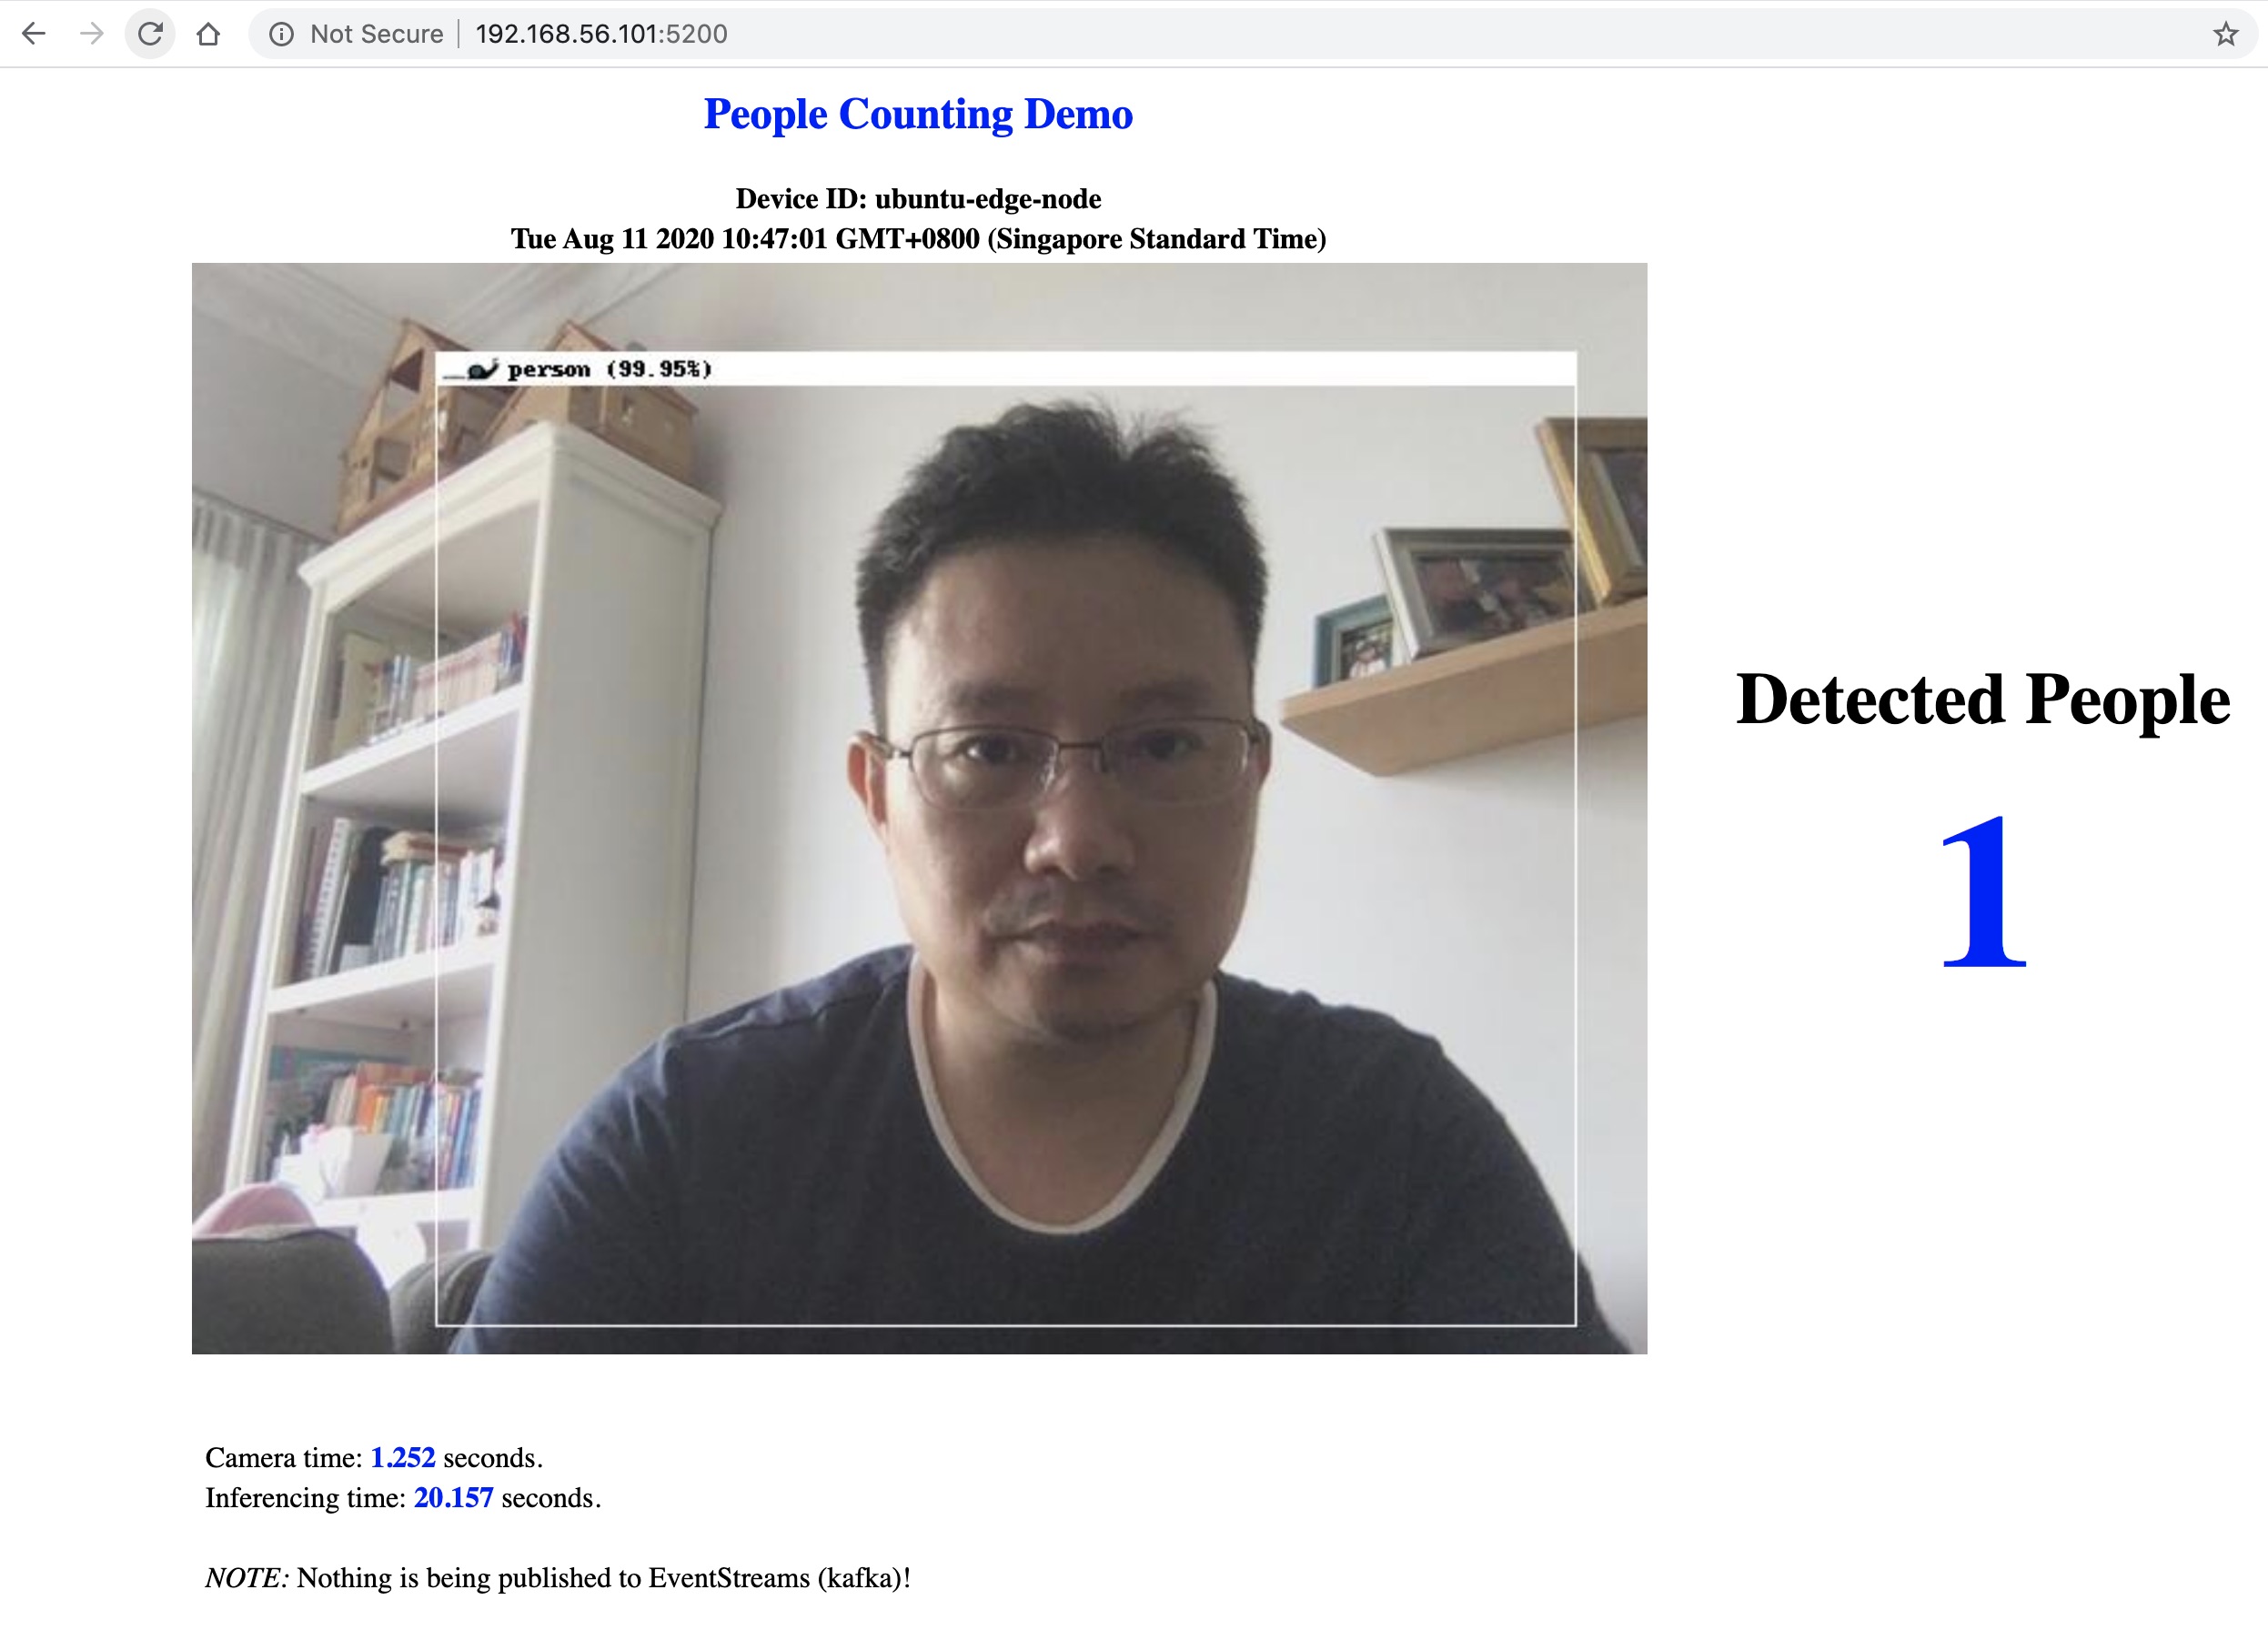 Not Secure 192.168.56.101:5200
People Counting Demo
Device ID: ubuntu-edge-node
Tue Aug 11 2020 10:47:01 GMT+0800 (Singapore Standard Time)
person (99.95%)
Detected People
1
Camera time: 1.252 seconds.
Inferencing time: 20.157 seconds.
NOTE: Nothing is being published to EventStreams (kafka)!